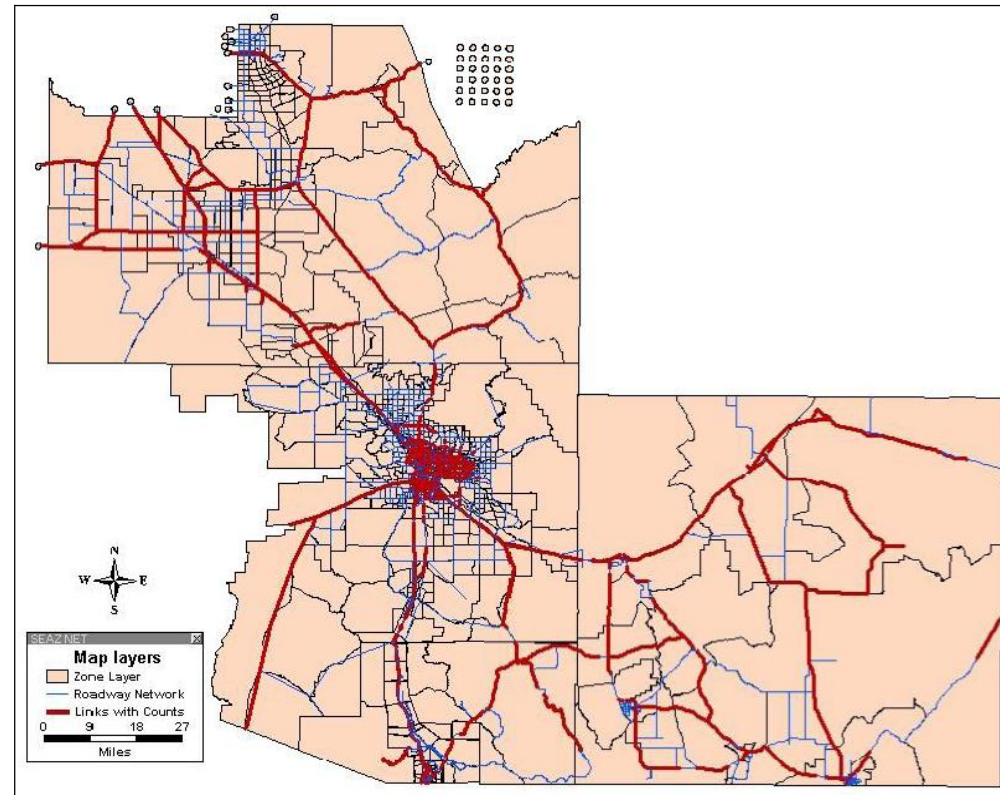 N
W E
S
SEAZ NET
Map layers
Zone Layer
Roadway Network
Links with Counts
0 9 18 27
Miles